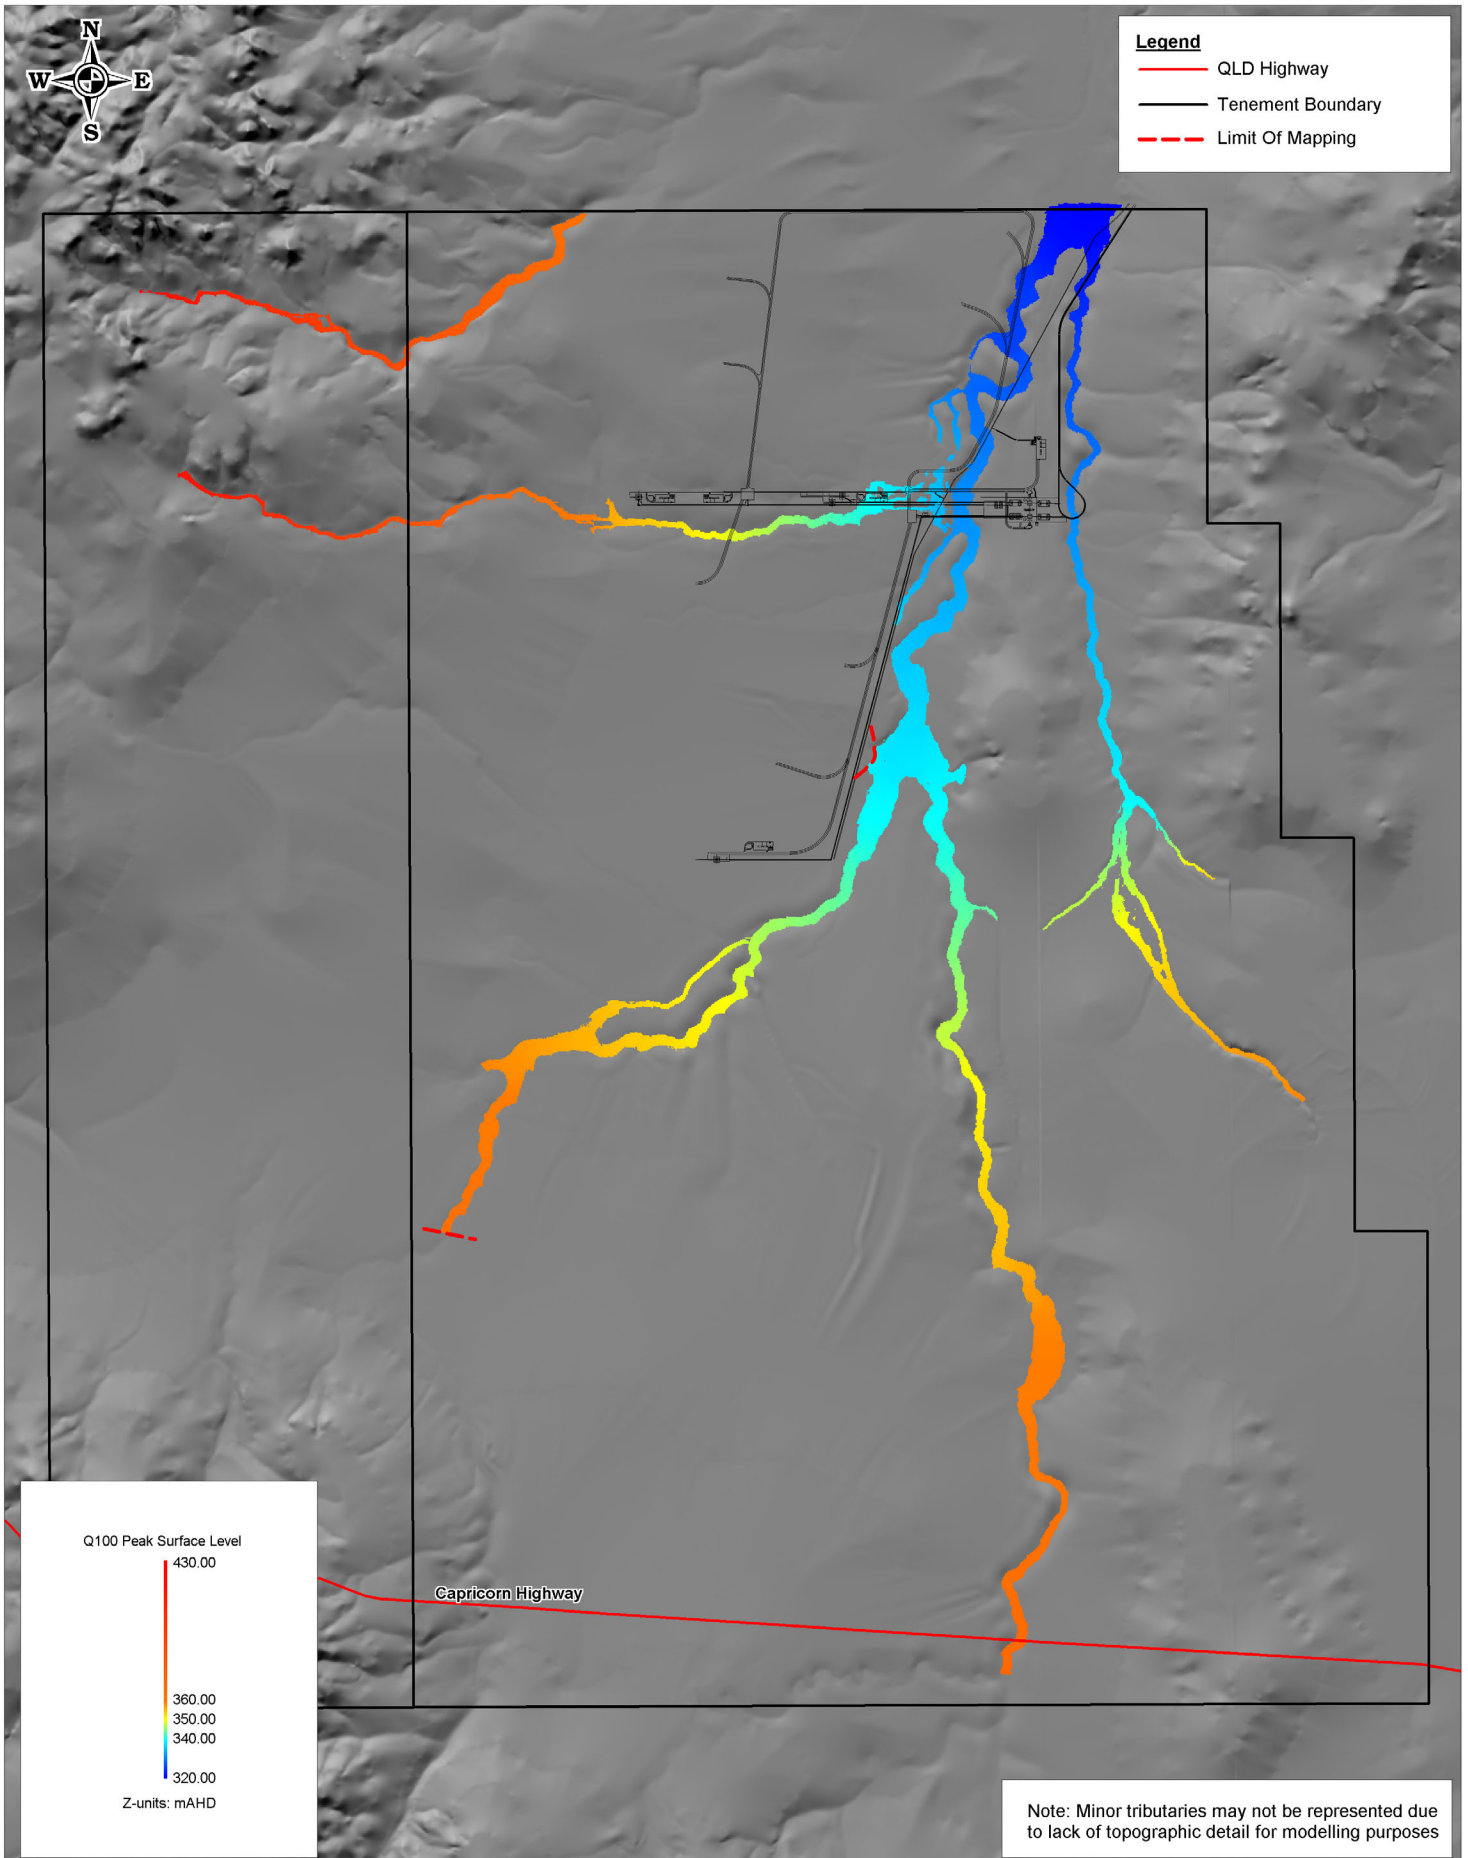 N
W E
S
Legend
QLD Highway
Tenement Boundary
Limit Of Mapping
Capricorn Highway
Q100 Peak Surface Level
430.00
360.00
350.00
340.00
320.00
Z-units: mAHD
Note: Minor tributaries may not be represented due
to lack of topographic detail for modelling purposes